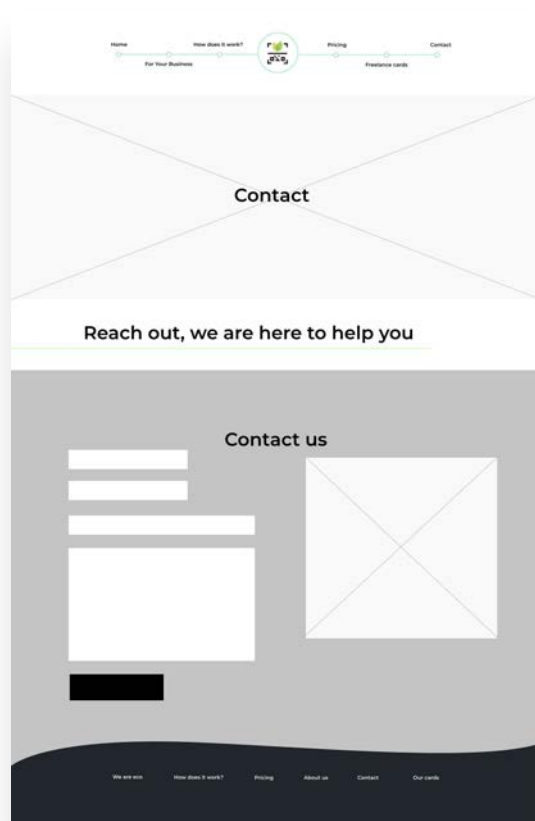 Home
How does it work?
Pricing
Contact
For Your Business
Freelance cards
Contact
Reach out, we are here to help you
Contact us
We are eco
How does it work?
Pricing
About us
Contact
Our cards